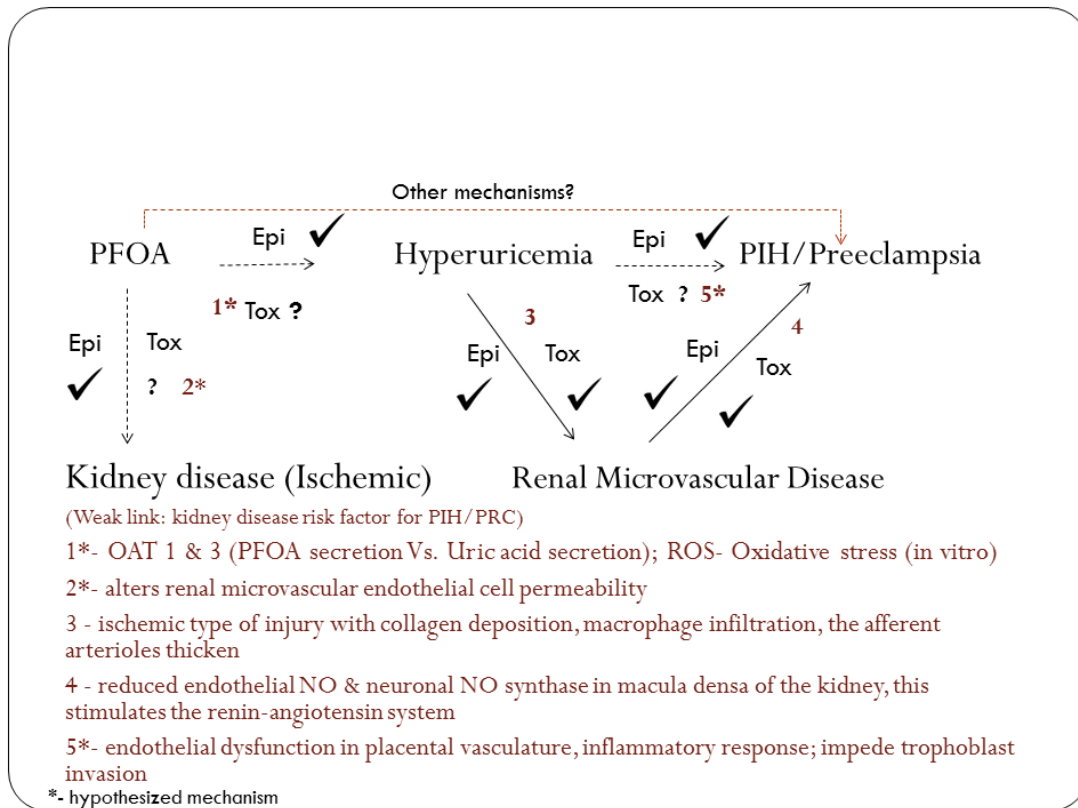 Other mechanisms?
Epi ✓
Epi ✓
PFOA
Hyperuricemia
PIH/Preeclampsia
1* Tox ?
Tox ? 5*
3
4
Epi Tox
Epi Tox
Epi
Tox
✓ ? 2*
✓ ✓
✓ ✓
Kidney disease (Ischemic)
Renal Microvascular Disease
(Weak link: kidney disease risk factor for PIH/PRC)
1*- OAT 1 & 3 (PFOA secretion Vs. Uric acid secretion); ROS- Oxidative stress (in vitro)
2*- alters renal microvascular endothelial cell permeability
3 - ischemic type of injury with collagen deposition, macrophage infiltration, the afferent
arterioles thicken
4 - reduced endothelial NO & neuronal NO synthase in macula densa of the kidney, this
stimulates the renin-angiotensin system
5*- endothelial dysfunction in placental vasculature, inflammatory response; impede trophoblast
invasion
*- hypothesized mechanism